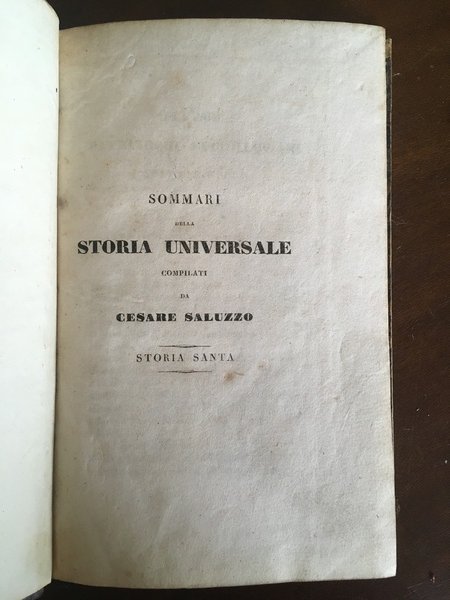 SOMMARI
DELLA
STORIA UNIVERSALE
COMPILATI
DA
CESARE SALUZZO
STORIA SANTA